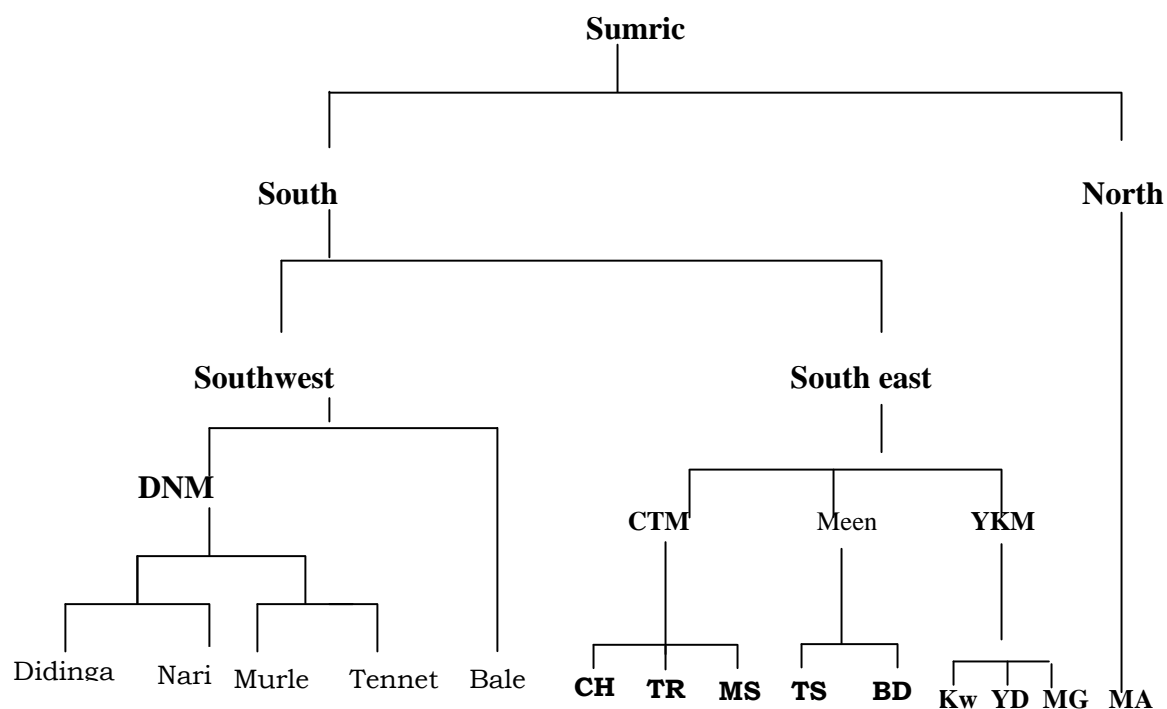 Sumric
South North
Southwest South east
DNM
CTM Meen YKM
Didinga Nari Murle Tennet Bale
CH TR MS TS BD Kw YD MG MA